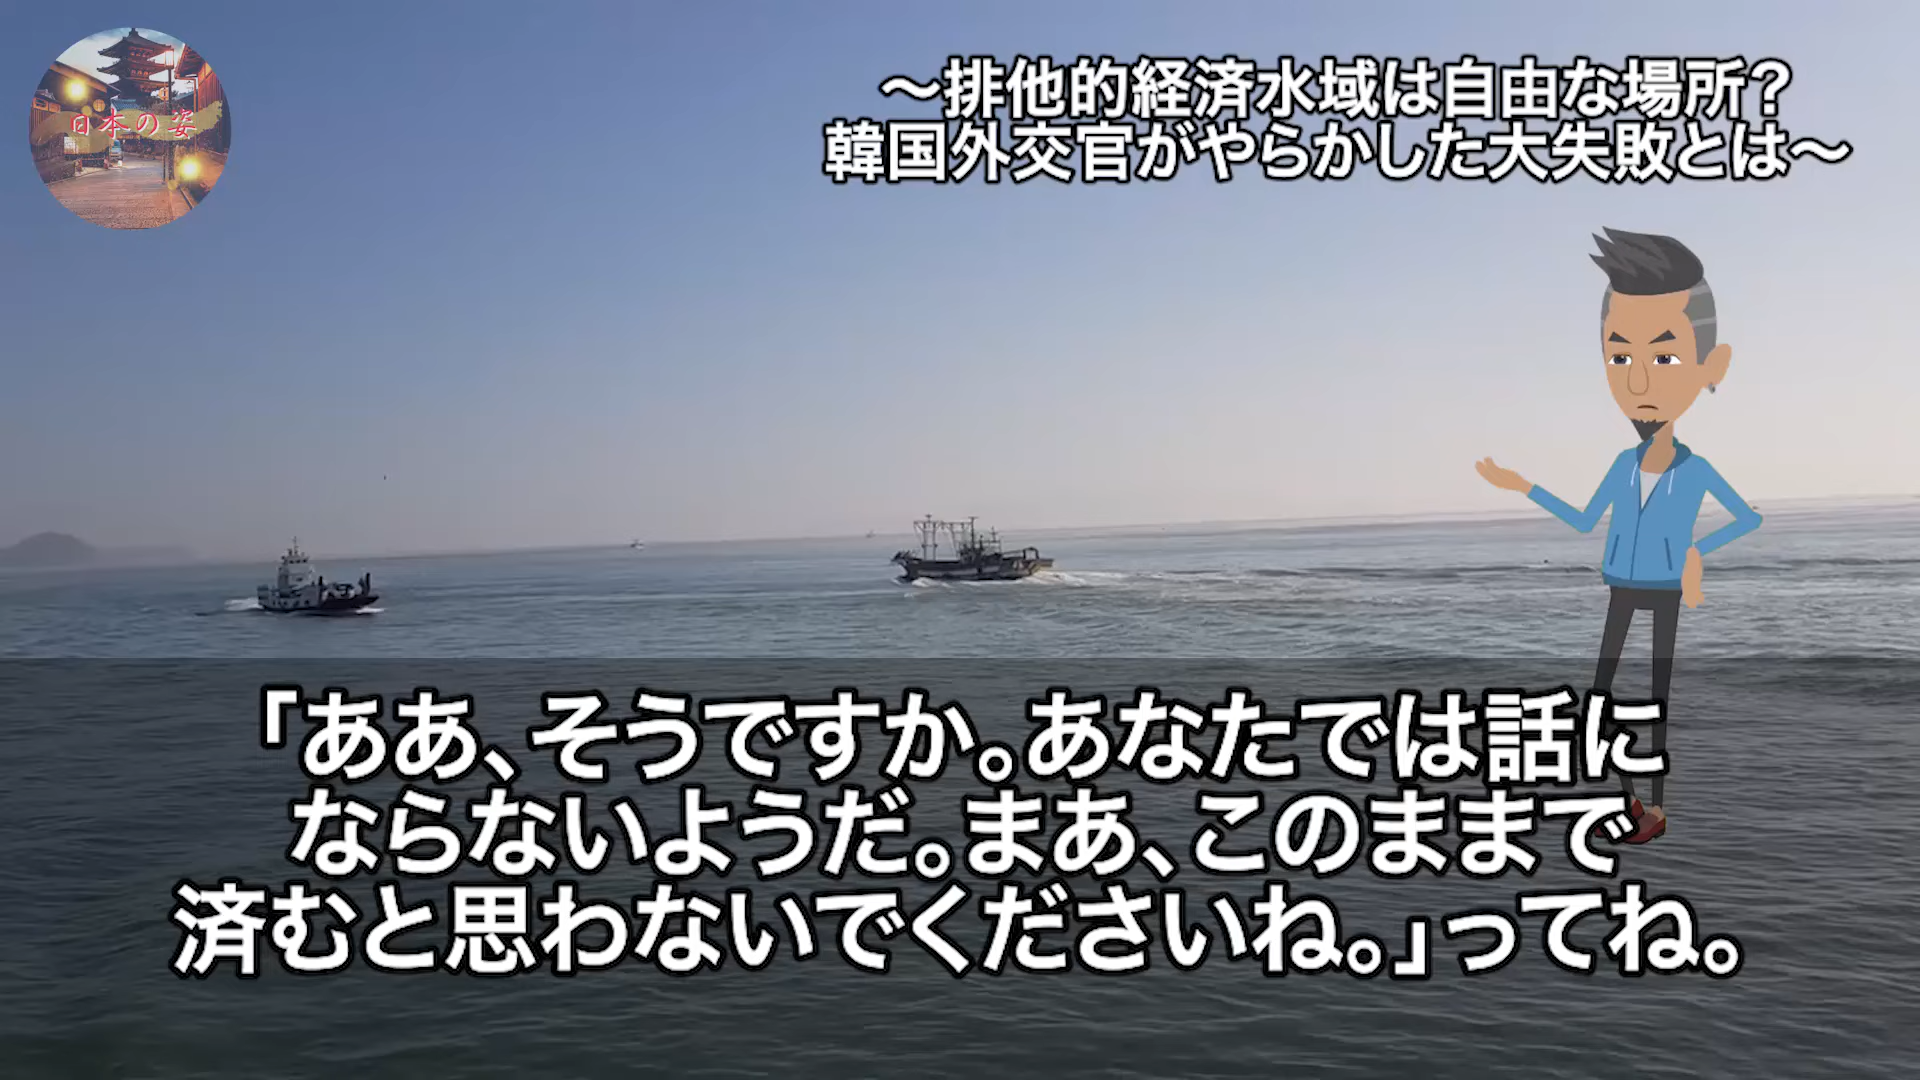 日本の姿
～排他的経済水域は自由な場所？
韓国外交官がやらかした大失敗とは～
「ああ、そうですか。あなたでは話に
ならないようだ。まあ、このままで
済むと思わないでくださいね。」ってね。